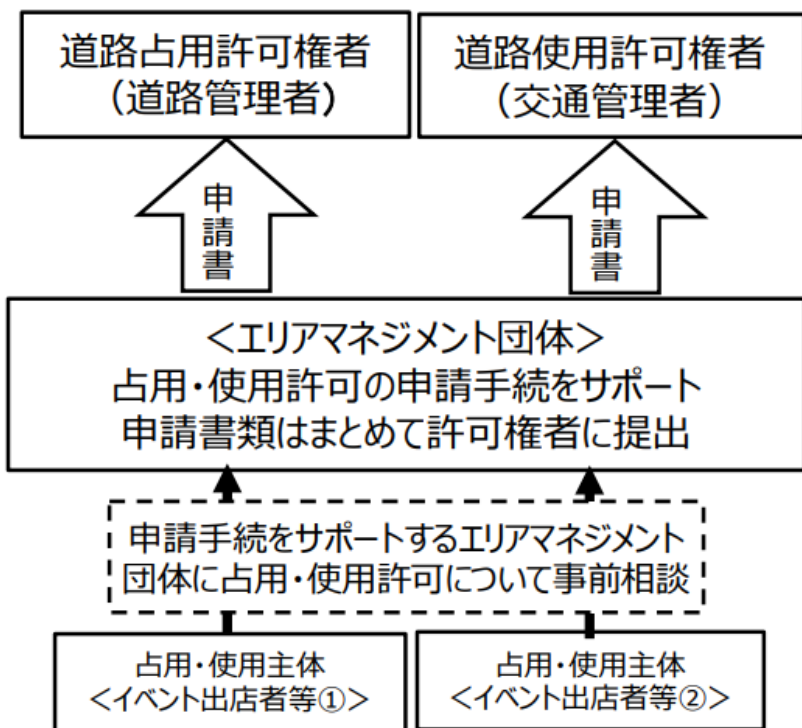 道路占用許可権者
（道路管理者）
道路使用許可権者
（交通管理者）
申請書
申請書
＜エリアマネジメント団体＞
占用・使用許可の申請手続をサポート
申請書類はまとめて許可権者に提出
申請手続をサポートするエリアマネジメント
団体に占用・使用許可について事前相談
占用・使用主体
＜イベント出店者等①＞
占用・使用主体
＜イベント出店者等②＞